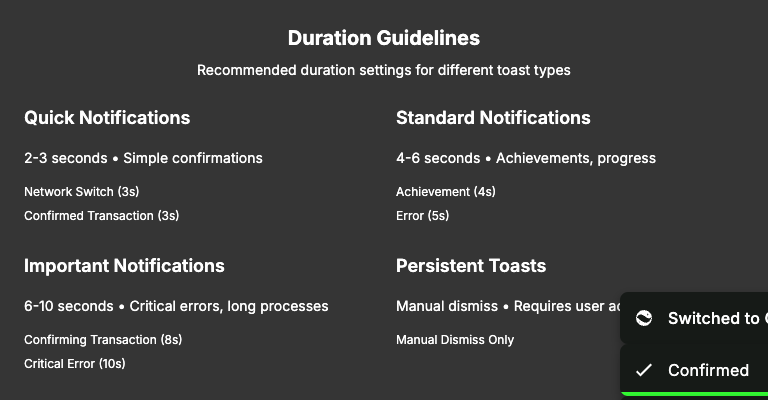 Duration Guidelines
Recommended duration settings for different toast types
Quick Notifications
2-3 seconds • Simple confirmations
Network Switch (3s)
Confirmed Transaction (3s)
Standard Notifications
4-6 seconds • Achievements, progress
Achievement (4s)
Error (5s)
Important Notifications
6-10 seconds • Critical errors, long processes
Confirming Transaction (8s)
Critical Error (10s)
Persistent Toasts
Manual dismiss • Requires user
Manual Dismiss Only
Switched to
Confirmed